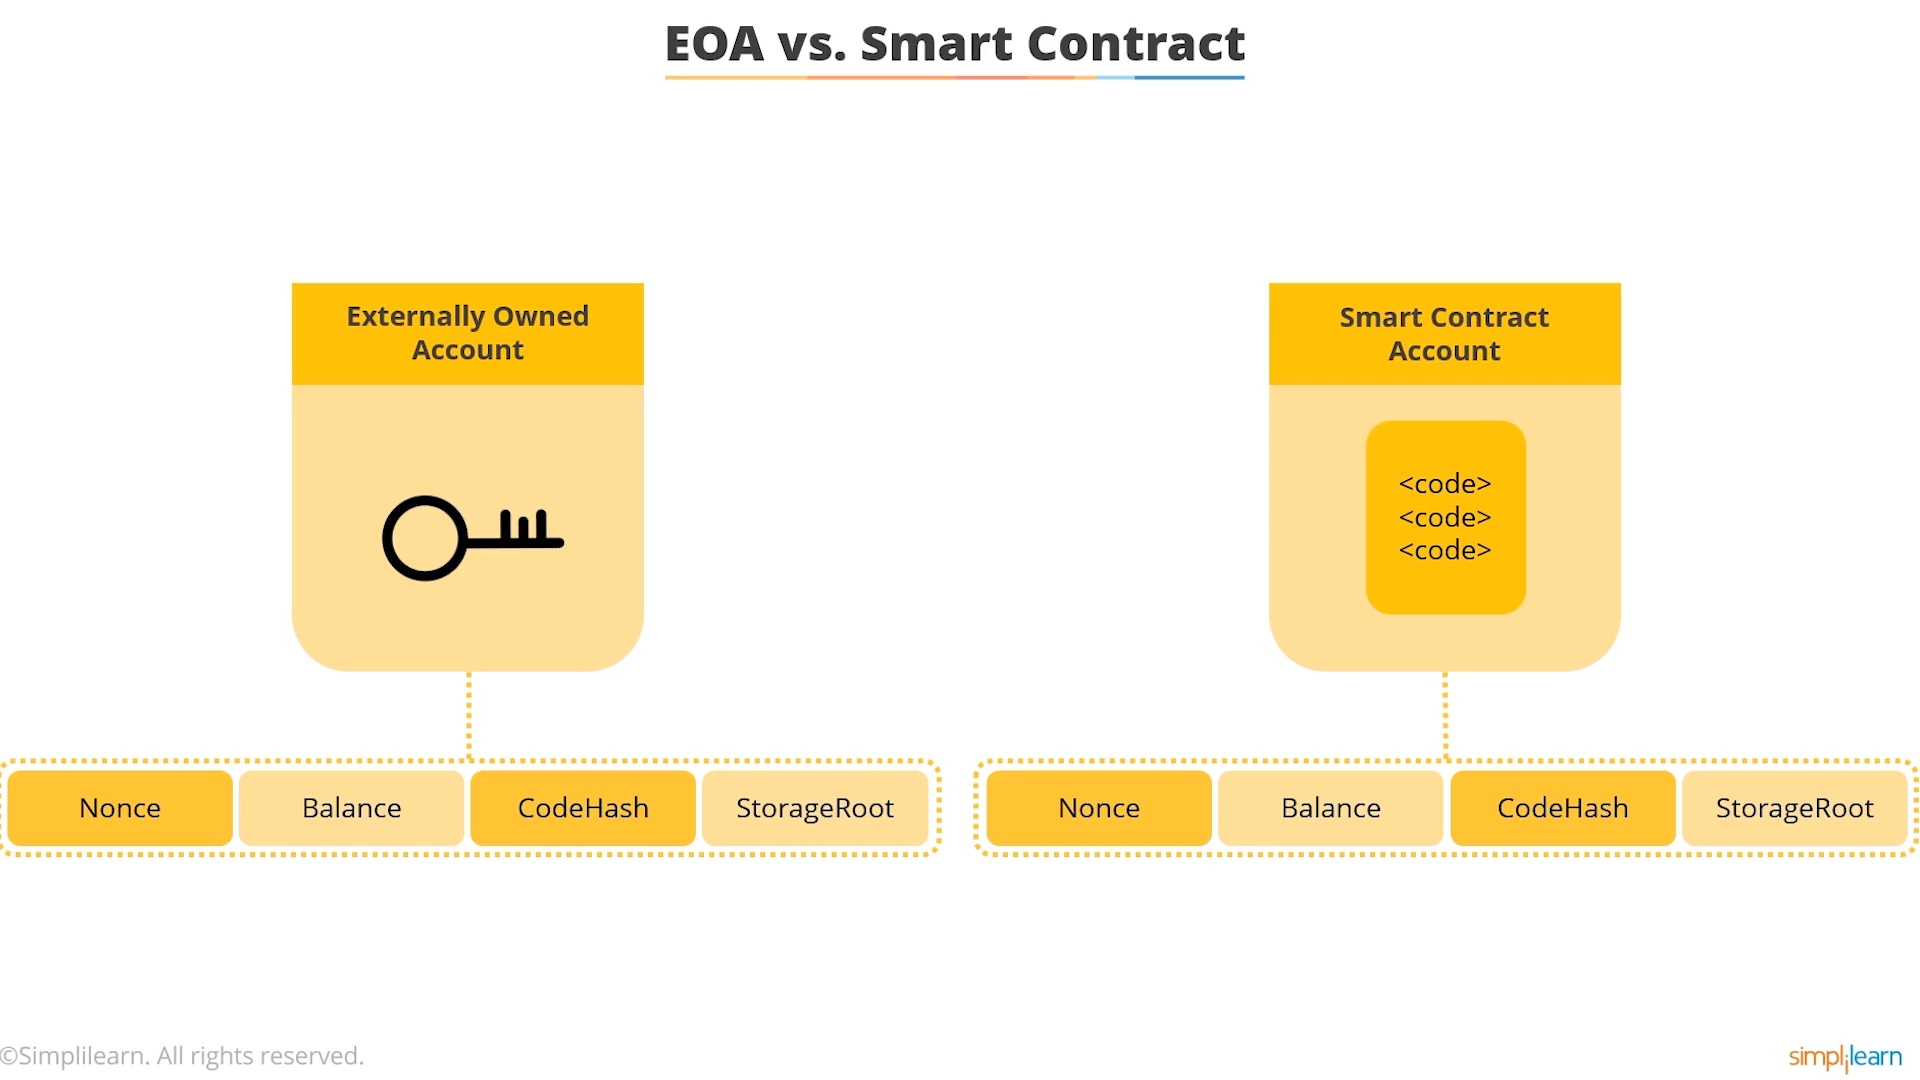 EOA vs. Smart Contract
Externally Owned
Account
Smart Contract
Account
<code>
<code>
<code>
Nonce
Balance
CodeHash
StorageRoot
Nonce
Balance
CodeHash
StorageRoot
©Simplilearn. All rights reserved.
simplilearn